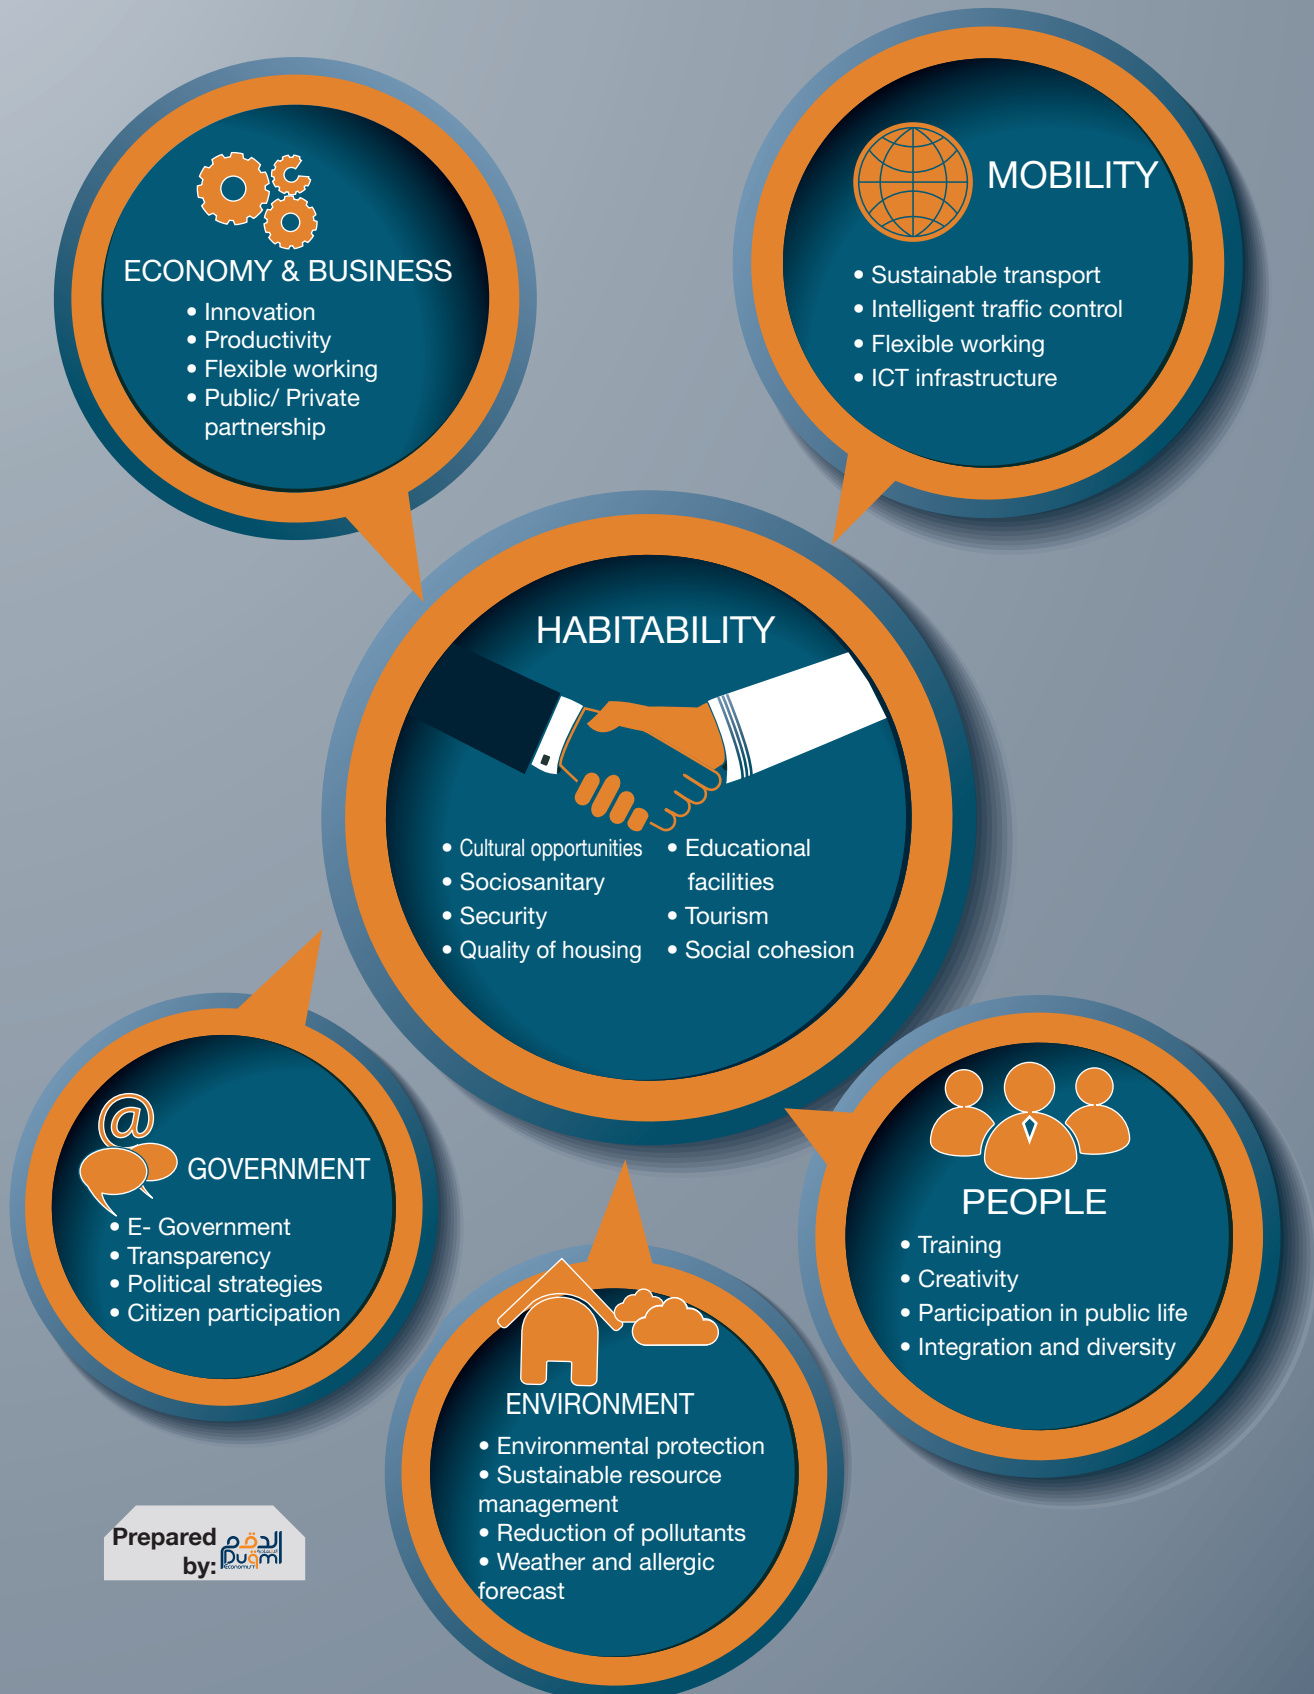 ECONOMY & BUSINESS
• Innovation
• Productivity
• Flexible working
• Public/ Private
partnership
MOBILITY
• Sustainable transport
• Intelligent traffic control
• Flexible working
• ICT infrastructure
HABITABILITY
• Cultural opportunities
• Sociosanitary
• Security
• Quality of housing
• Educational
facilities
• Tourism
• Social cohesion
@
GOVERNMENT
• E- Government
• Transparency
• Political strategies
• Citizen participation
PEOPLE
• Training
• Creativity
• Participation in public life
• Integration and diversity
ENVIRONMENT
• Environmental protection
• Sustainable resource
management
• Reduction of pollutants
• Weather and allergic
forecast
Prepared
by:
الدقم
Duqm
Economist